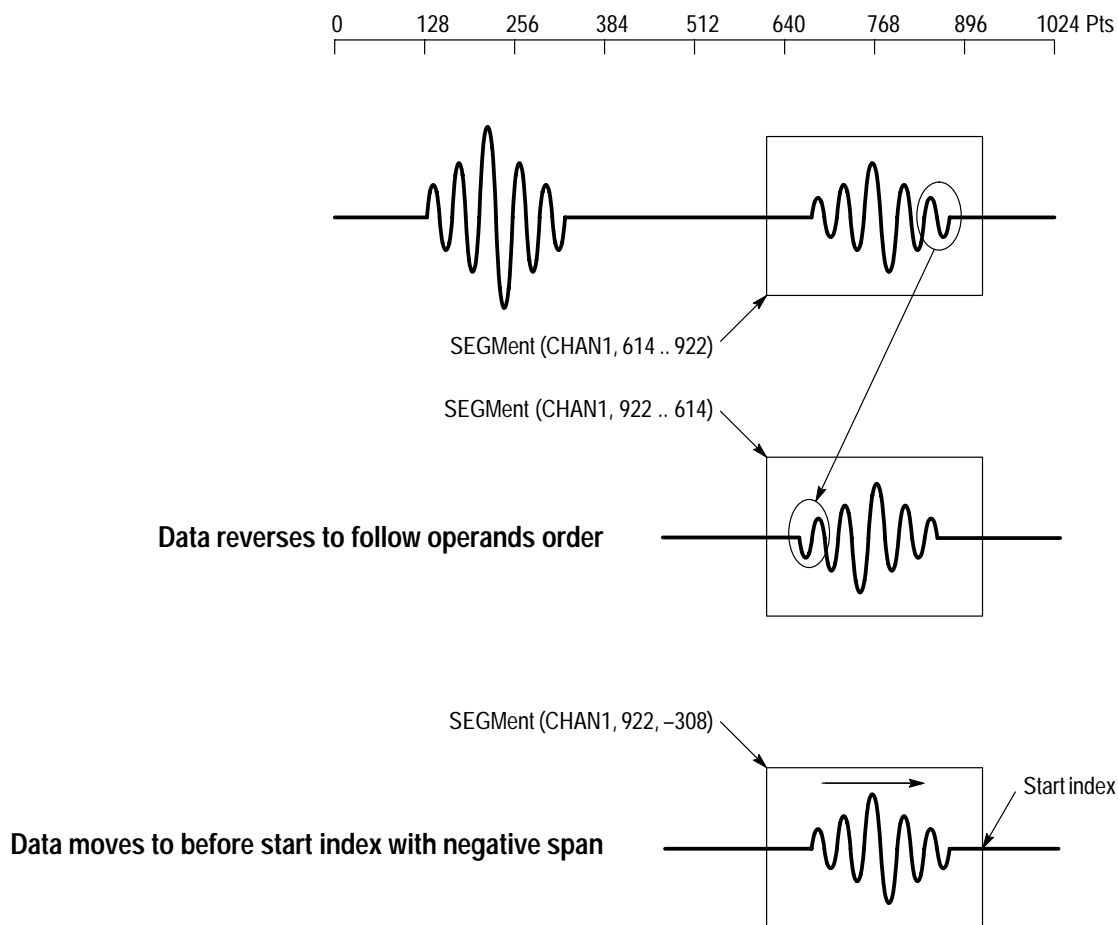 0 128 256 384 512 640 768 896 1024 Pts
SEGMent (CHAN1, 614 .. 922)
SEGMent (CHAN1, 922 .. 614)
Data reverses to follow operands order
SEGMent (CHAN1, 922, –308)
Start index
Data moves to before start index with negative span